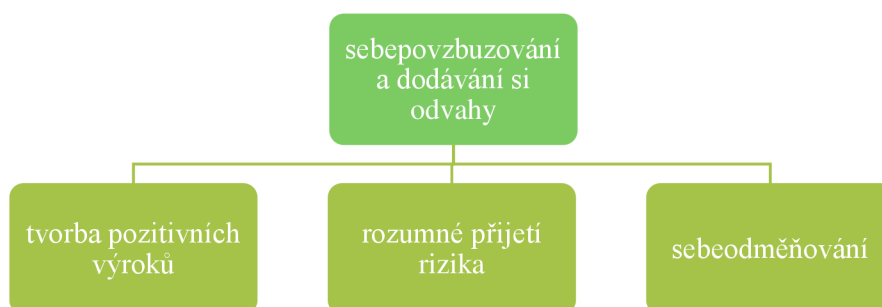 sebepovzbuzování
a dodávání si
odvahy
tvorba pozitivních
výroků
rozumné přijetí
rizika
sebeodměňování